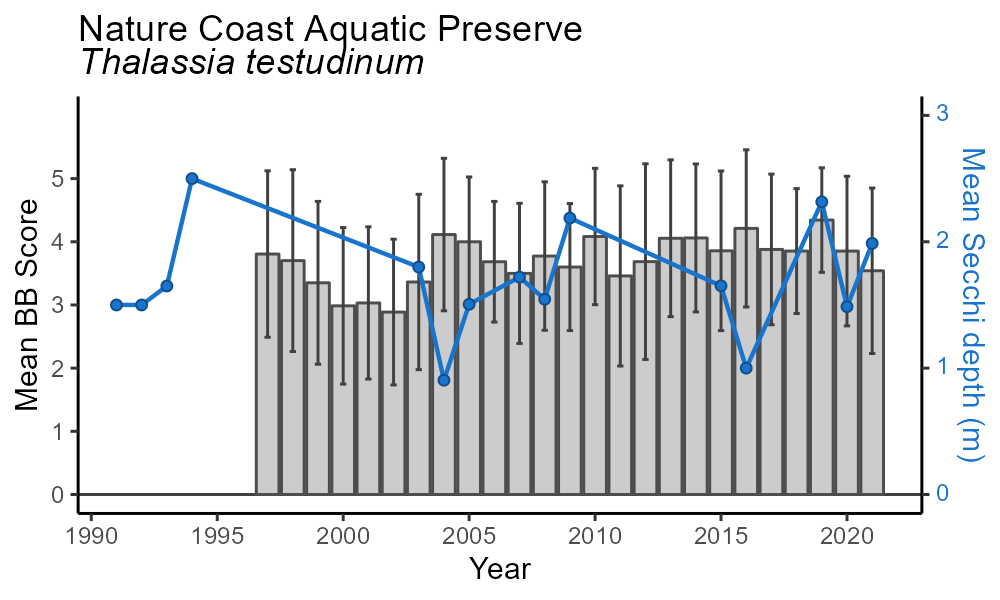 Nature Coast Aquatic Preserve
Thalassia testudinum
Mean BB Score
5
4
3
2
1
0
3
2
1
0
Mean Secchi depth (m)
1990 1995 2000 2005 2010 2015 2020
Year